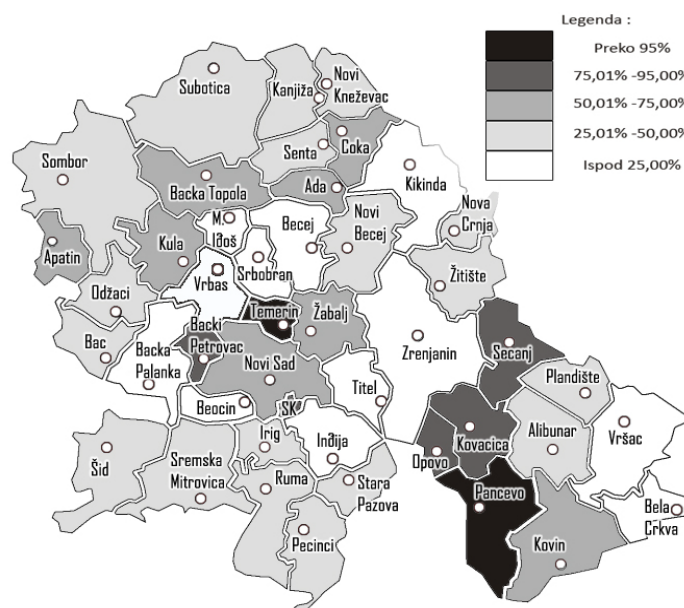 Legenda :
Preko 95%
75,01% -95,00%
50,01% -75,00%
25,01% -50,00%
Ispod 25,00%
Subotica
Kanjiža
Novi
Kneževac
Senta
Coka
Sombor
Backa Topola
Ada
Kikinda
Nova
Crnja
M.
Iđoš
Becej
Novi
Becej
Apatin
Kula
Srbobran
Vrbas
Žitište
Odžaci
Temerin
Žabalj
Bac
Backi
Petrovac
Backa
Palanka
Zrenjanin
Secanj
Novi Sad
Titel
Plandište
Beocin
SK
Kovacica
Alibunar
Vršac
Irig
Inđija
Opovo
Šid
Sremska
Mitrovica
Ruma
Stara
Pazova
Pancevo
Bela
Crkva
Pecinci
Kovin